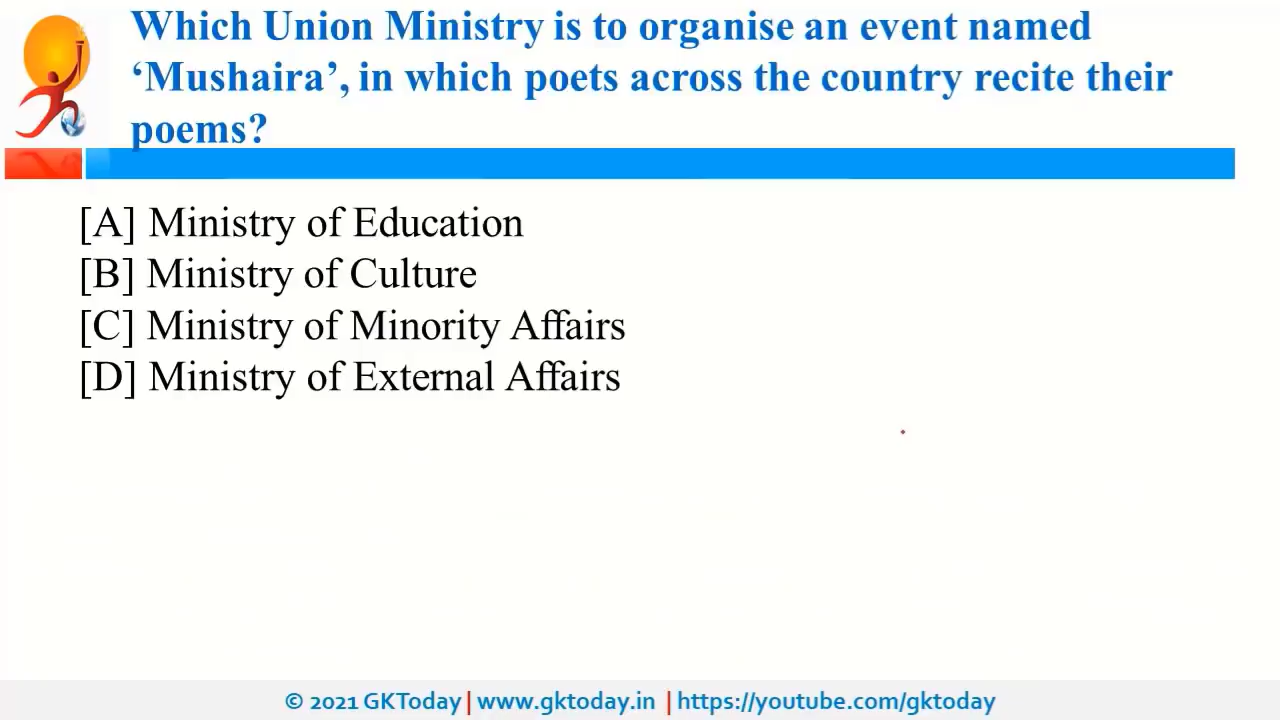 Which Union Ministry is to organise an event named
‘Mushaira’, in which poets across the country recite their
poems?
[A] Ministry of Education
[B] Ministry of Culture
[C] Ministry of Minority Affairs
[D] Ministry of External Affairs
© 2021 GKToday | www.gktoday.in | https://youtube.com/gktoday